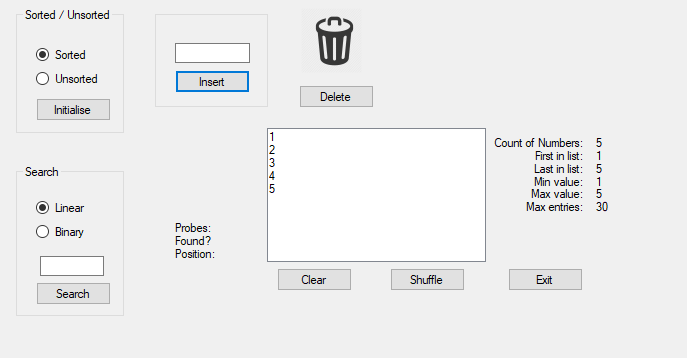 Sorted / Unsorted
Sorted
Unsorted
Initialise
Insert
Delete
1
2
3
4
5
Count of Numbers: 5
First in list: 1
Last in list: 5
Min value: 1
Max value: 5
Max entries: 30
Search
Linear
Binary
Search
Probes:
Found?
Position:
Clear
Shuffle
Exit